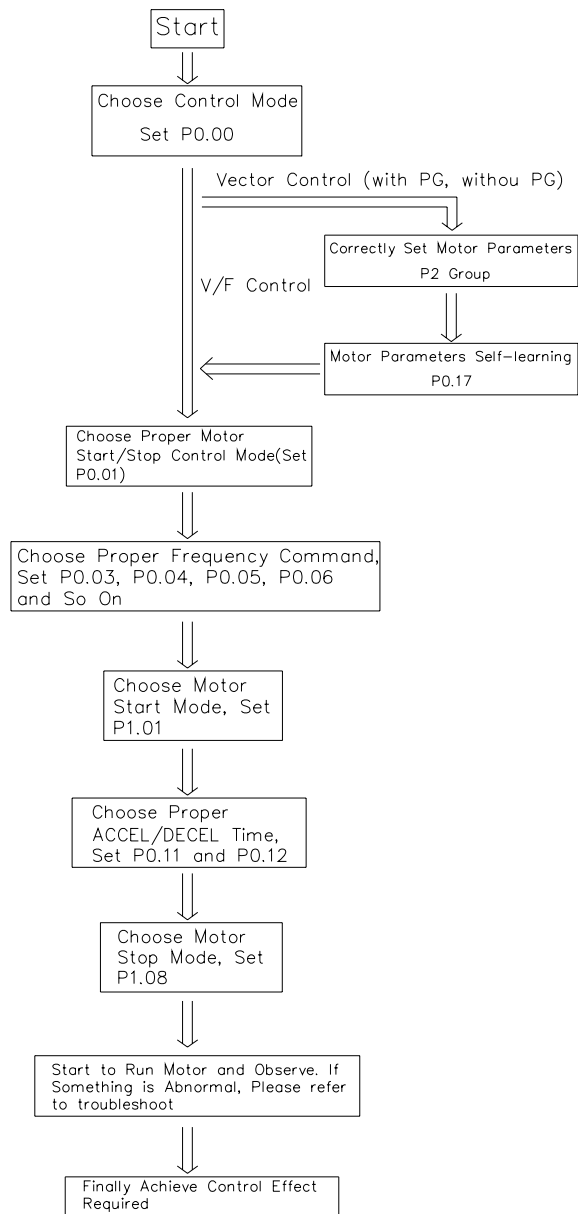 Start
Choose Control Mode
Set P0.00
Vector Control (with PG, withou PG)
Correctly Set Motor Parameters
P2 Group
V/F Control
Motor Parameters Self-learning
P0.17
Choose Proper Motor
Start/Stop Control Mode(Set
P0.01)
Choose Proper Frequency Command,
Set P0.03, P0.04, P0.05, P0.06
and So On
Choose Motor
Start Mode, Set
P1.01
Choose Proper
ACCEL/DECEL Time,
Set P0.11 and P0.12
Choose Motor
Stop Mode, Set
P1.08
Start to Run Motor and Observe. If
Something is Abnormal, Please refer
to troubleshoot
Finally Achieve Control Effect
Required